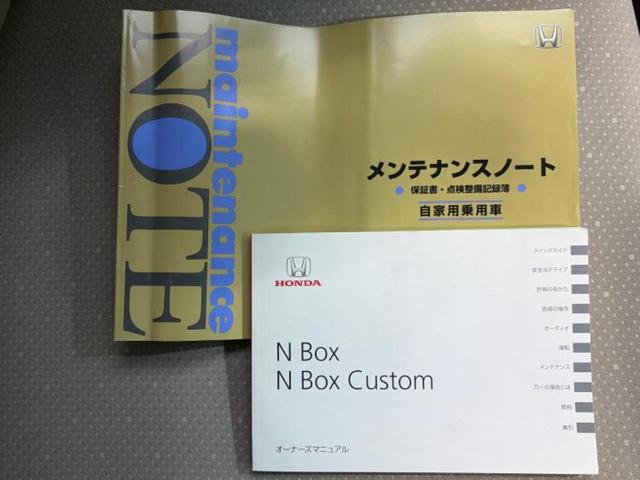 maintenance
NOTE
メンテナンスノート
保証書・点検整備記録簿
自家用乗用車
HONDA
N Box
N Box Custom
オーナーズマニュアル
クイックガイド
安全なドライブ
計器の見かた
各部の操作
オーディオ
運転
メンテナンス
万一の場合には
資料
索引